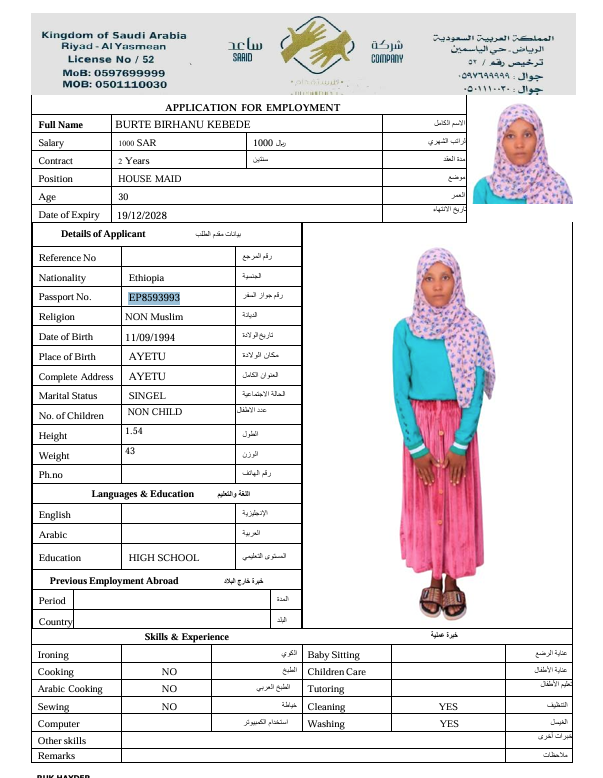 Kingdom of Saudi Arabia
Riyad - Al Yasmean
License No / 52
MoB: 0597699999
MOB: 0501110030
ساعد
SAAID
شركة
COMPANY
المملكة العربية السعودية
الرياض. حي الياسمين
ترخيص رقم / ٥٢
جوال : ٠٥٩٧٦٩٩٩٩٩
جوال : ٠٥٠١١١٠٠٣٠
APPLICATION FOR EMPLOYMENT
Full Name BURTE BIRHANU KEBEDE الاسم الكامل
Salary 1000 SAR 1000 ريال الراتب الشهري
Contract 2 Years سنتين مدة العقد
Position HOUSE MAID موضع
Age 30 العمر
Date of Expiry 19/12/2028 تاريخ الانتهاء
Details of Applicant بيانات مقدم الطلب
Reference No رقم المرجع
Nationality Ethiopia الجنسية
Passport No. EP8593993 رقم جواز السفر
Religion NON Muslim الديانة
Date of Birth 11/09/1994 تاريخ الولادة
Place of Birth AYETU مكان الولادة
Complete Address AYETU العنوان الكامل
Marital Status SINGEL الحالة الاجتماعية
No. of Children NON CHILD عدد الاطفال
Height 1.54 الطول
Weight 43 الوزن
Ph.no رقم الهاتف
Languages & Education اللغة والتعليم
English الإنجليزية
Arabic العربية
Education HIGH SCHOOL المستوى التعليمي
Previous Employment Abroad خبرة خارج البلاد
Period المدة
Country البلد
Skills & Experience خبرة عملية
Ironing الكوي Baby Sitting عناية الرضع
Cooking NO الطبخ Children Care عناية الأطفال
Arabic Cooking NO الطبخ العربي Tutoring تعليم الأطفال
Sewing NO خياطة Cleaning YES التنظيف
Computer استخدام الكمبيوتر Washing YES الغسيل
Other skills خبرات أخرى
Remarks ملاحظات